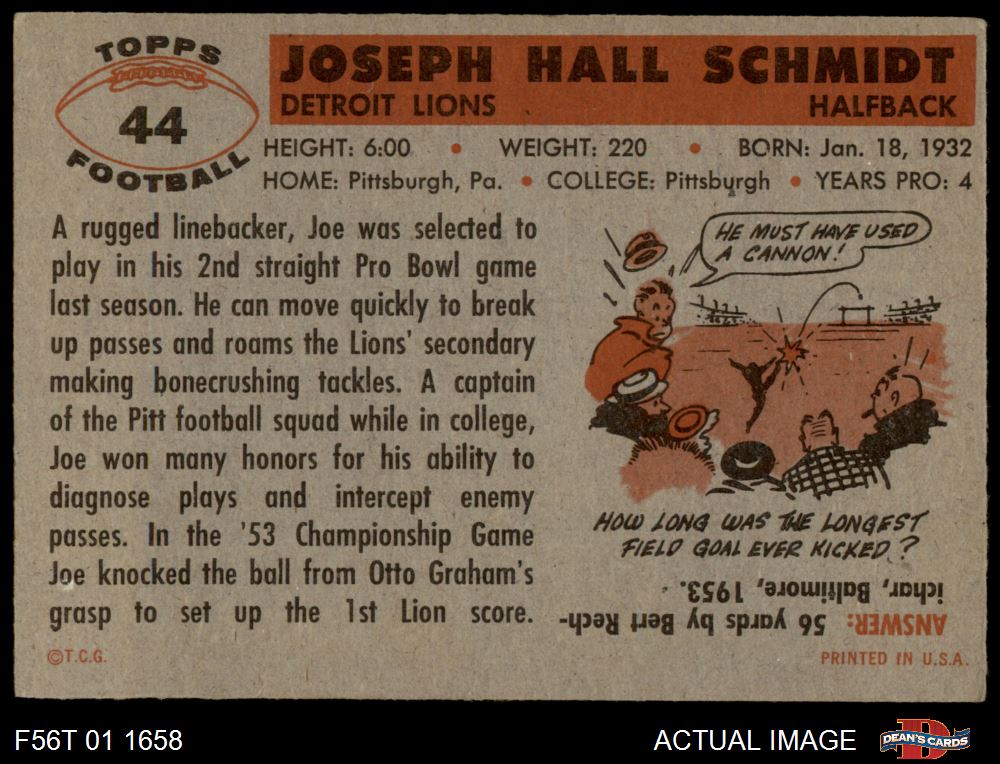 TOPPS
44
FOOTBALL
JOSEPH HALL SCHMIDT
DETROIT LIONS HALFBACK
HEIGHT: 6:00 • WEIGHT: 220 • BORN: Jan. 18, 1932
HOME: Pittsburgh, Pa. • COLLEGE: Pittsburgh • YEARS PRO: 4
A rugged linebacker, Joe was selected to
play in his 2nd straight Pro Bowl game
last season. He can move quickly to break
up passes and roams the Lions' secondary
making bonecrushing tackles. A captain
of the Pitt football squad while in college,
Joe won many honors for his ability to
diagnose plays and intercept enemy
passes. In the '53 Championship Game
Joe knocked the ball from Otto Graham's
grasp to set up the 1st Lion score.
©T.C.G.
HE MUST HAVE USED
A CANNON!
HOW LONG WAS THE LONGEST
FIELD GOAL EVER KICKED?
ANSWER: 56 yards by Bert Rech-
ichar, Baltimore, 1953.
PRINTED IN U.S.A.
F56T 01 1658
ACTUAL IMAGE
D
DEAN'S CARDS